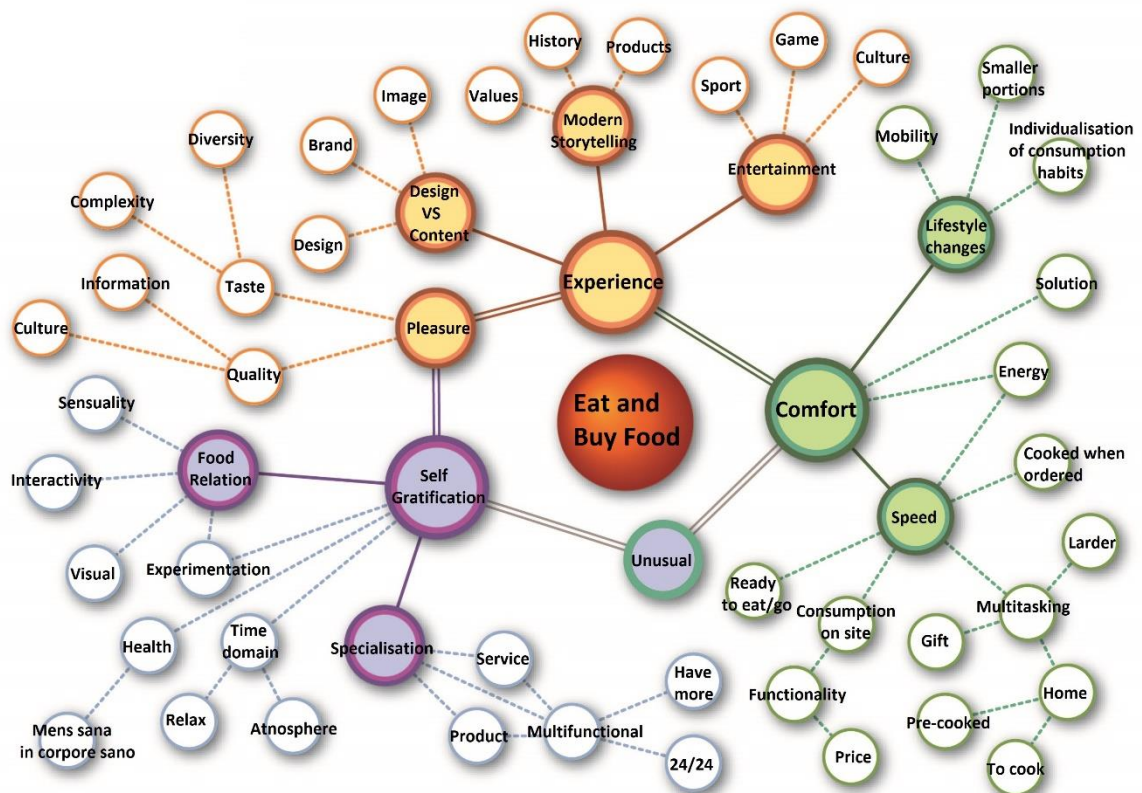 History
Products
Values
Modern
Storytelling
Game
Sport
Culture
Entertainment
Smaller
portions
Mobility
Individualisation
of consumption
habits
Lifestyle
changes
Image
Brand
Design
Design
VS
Content
Diversity
Complexity
Information
Taste
Culture
Quality
Pleasure
Experience
Solution
Energy
Comfort
Eat and
Buy Food
Sensuality
Interactivity
Food
Relation
Visual
Experimentation
Self
Gratification
Unusual
Cooked when
ordered
Speed
Larder
Ready
to eat/go
Consumption
on site
Multitasking
Gift
Functionality
Home
Pre-cooked
Price
To cook
Health
Time
domain
Mens sana
in corpore sano
Relax
Atnosphere
Specialisation
Service
Have
more
Product
Multifunctional
24/24